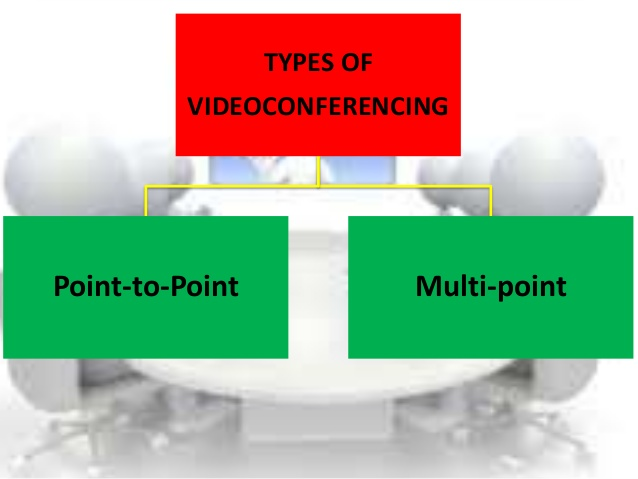 TYPES OF
VIDEOCONFERENCING
Point-to-Point
Multi-point